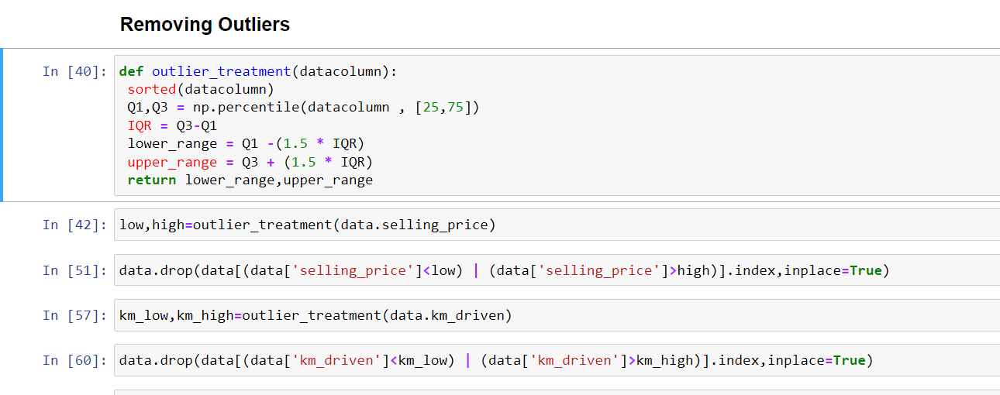 Removing Outliers
In [40]: def outlier_treatment(datacolumn):
 sorted(datacolumn)
 Q1,Q3 = np.percentile(datacolumn , [25,75])
 IQR = Q3-Q1
 lower_range = Q1 -(1.5 * IQR)
 upper_range = Q3 + (1.5 * IQR)
 return lower_range,upper_range
In [42]: low,high=outlier_treatment(data.selling_price)
In [51]: data.drop(data[(data['selling_price']<low) | (data['selling_price']>high)].index,inplace=True)
In [57]: km_low,km_high=outlier_treatment(data.km_driven)
In [60]: data.drop(data[(data['km_driven']<km_low) | (data['km_driven']>km_high)].index,inplace=True)